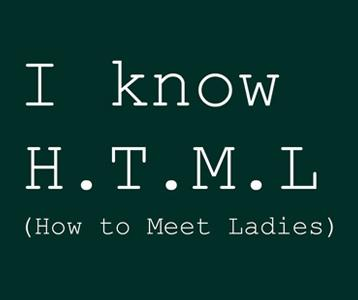 I know
H.T.M.L
(How to Meet Ladies)